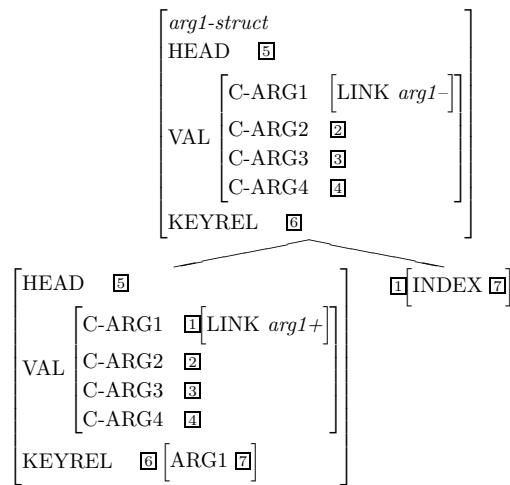 arg1-struct
HEAD 5
VAL C-ARG1 [LINK arg1–]
C-ARG2 2
C-ARG3 3
C-ARG4 4
KEYREL 6
HEAD 5
VAL C-ARG1 1[LINK arg1+]
C-ARG2 2
C-ARG3 3
C-ARG4 4
KEYREL 6 [ARG1 7]
1[INDEX 7]